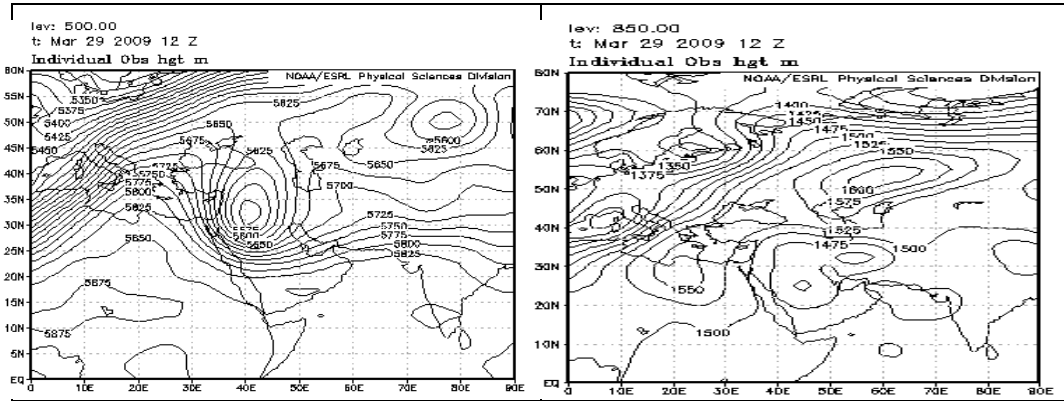 lev: 500.00
t: Mar 29 2009 12 Z
Individual Obs hgt m
NOAA/ESRL Physical Sciences Division
60N
55N
50N
45N
40N
35N
30N
25N
20N
15N
10N
5N
EQ
0 10E 20E 30E 40E 50E 60E 70E 80E 90E
5350
5375
5400
5425
5450
5650
5675
5625
5625
5600
5675
5650
5700
5725
5750
5775
5800
5825
5725
5750
5775
5800
5825
5600
5650
5850
5875
5875
lev: 850.00
t: Mar 29 2009 12 Z
Individual Obs hgt m
NOAA/ESRL Physical Sciences Division
80N
70N
60N
50N
40N
30N
20N
10N
EQ
0 10E 20E 30E 40E 50E 60E 70E 80E 90E
1400
1425
1450
1475
1500
1525
1550
1350
1375
1600
1575
1525
1475
1500
1550
1500